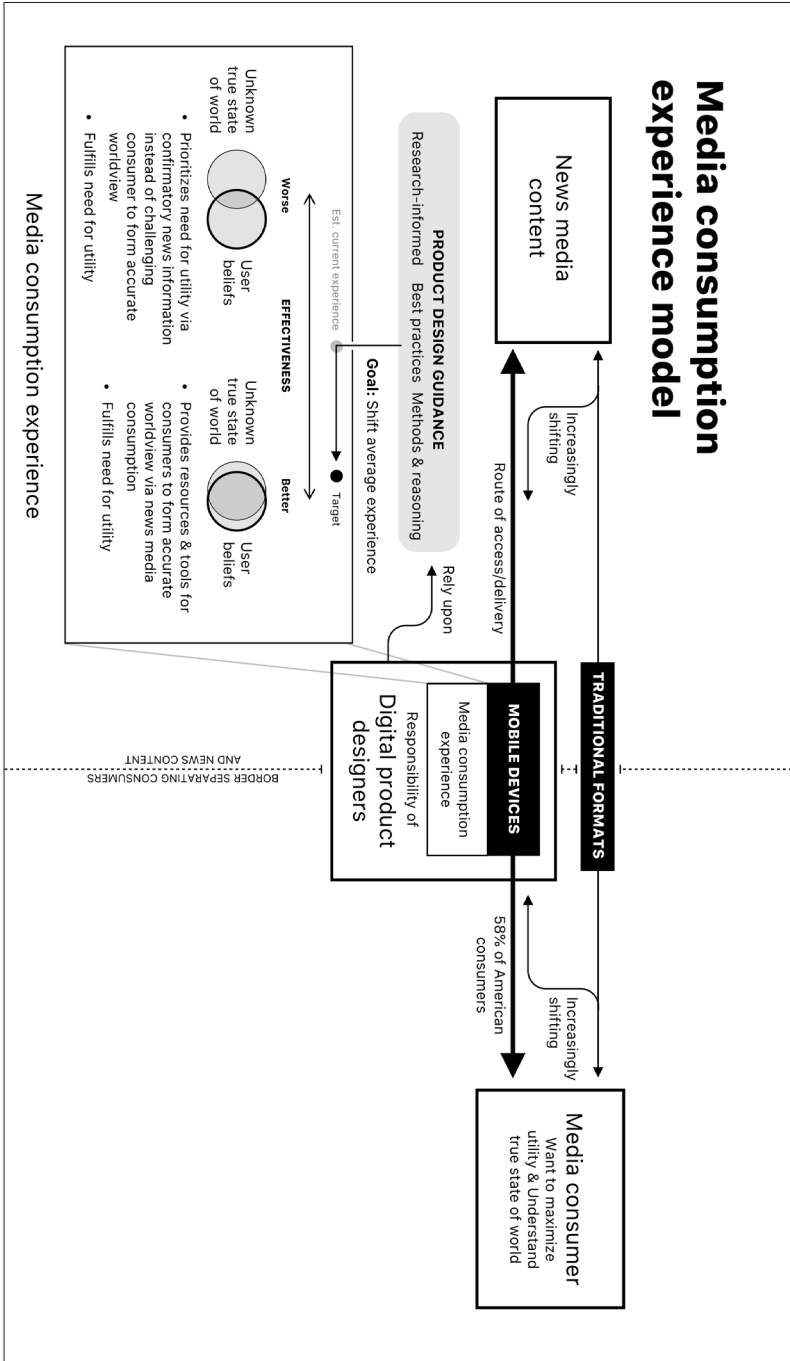 Media consumption
experience model
News media
content
Increasingly
shifting
Route of access/delivery
TRADITIONAL FORMATS
MOBILE DEVICES
Media consumption
experience
Responsibility of
Digital product
designers
Increasingly
shifting
58% of American
consumers
Media consumer
Want to maximize
utility & Understand
true state of world
PRODUCT DESIGN GUIDANCE
Research-informed Best practices Methods & reasoning
Rely upon
Goal: Shift average experience
Est. current experience
Target
Worse
EFFECTIVENESS
Better
Unknown
true state
of world
User
beliefs
• Prioritizes need for utility via
confirmatory news information
instead of challenging
consumer to form accurate
worldview
• Fulfills need for utility
Unknown
true state
of world
User
beliefs
• Provides resources & tools for
consumers to form accurate
worldview via news media
consumption
• Fulfills need for utility
Media consumption experience
BORDER SEPARATING CONSUMERS
AND NEWS CONTENT